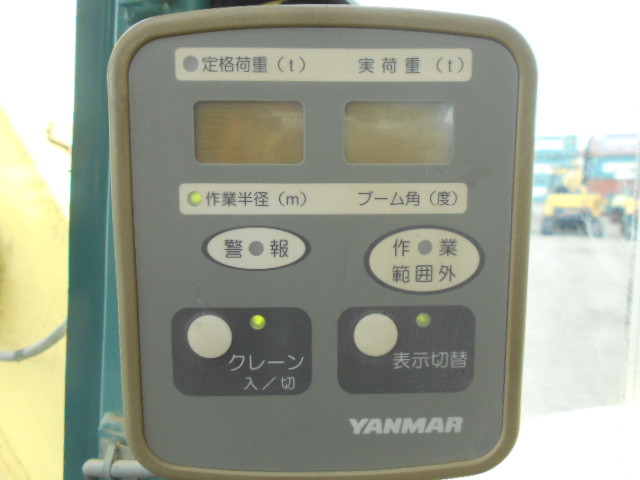 定格荷重(t) 実荷重(t)
作業半径(m) ブーム角(度)
警報
作業
範囲外
クレーン
入/切
表示切替
YANMAR